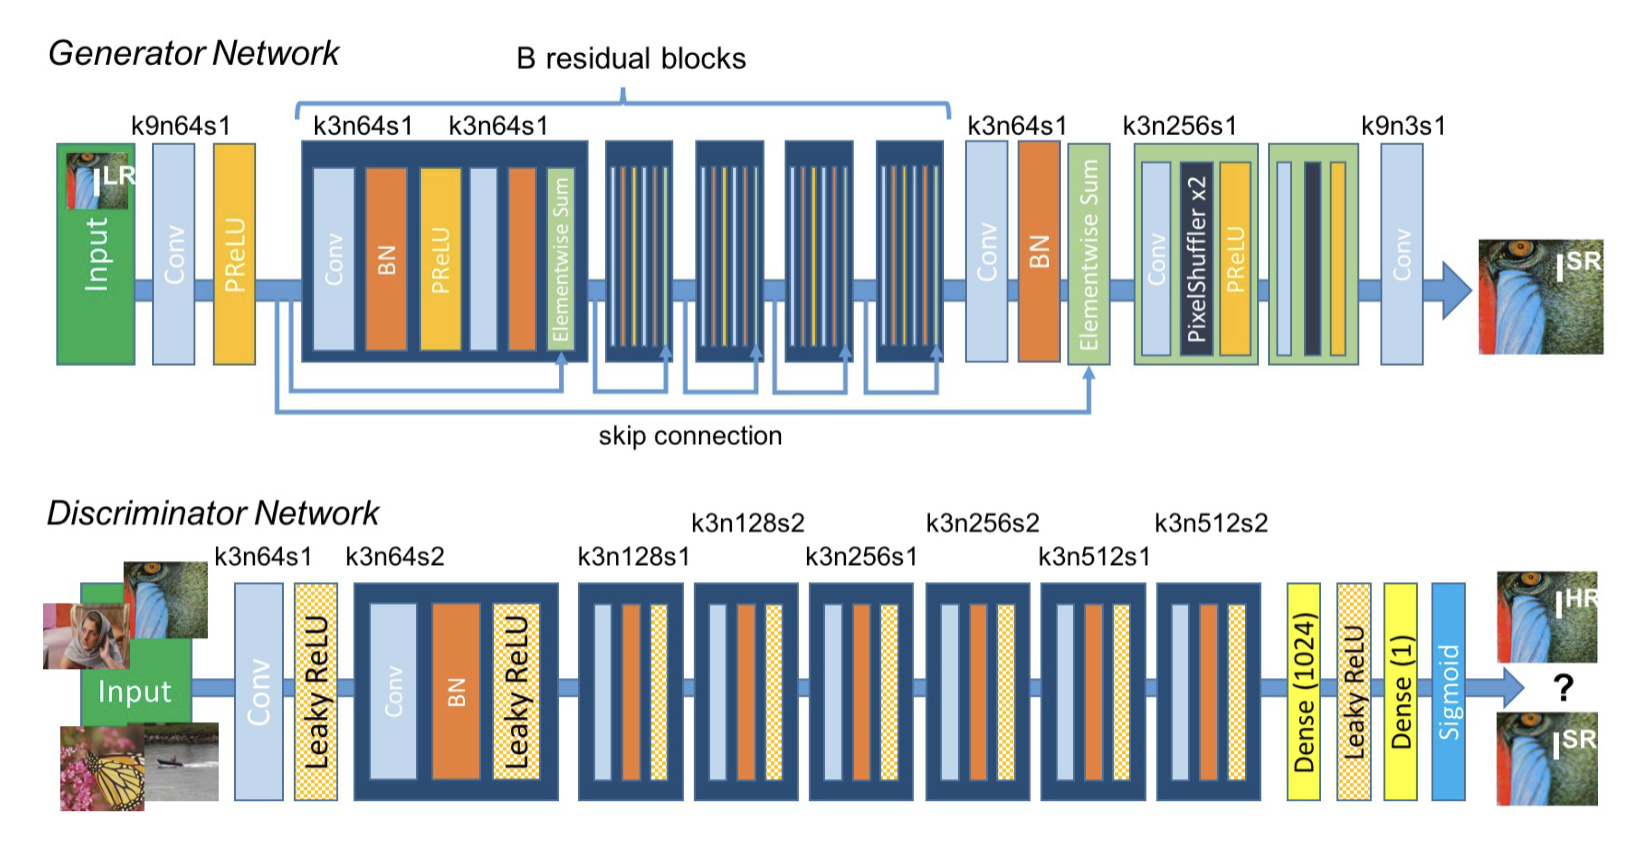 Generator Network
B residual blocks
k9n64s1
k3n64s1
k3n64s1
k3n64s1
k3n256s1
k9n3s1
I LR
Input
Conv
PReLU
Conv
BN
PReLU
Elementwise Sum
Conv
BN
Elementwise Sum
Conv
PixelShuffler x2
PReLU
Conv
I SR
skip connection
Discriminator Network
k3n128s2
k3n256s2
k3n512s2
k3n64s1
k3n64s2
k3n128s1
k3n256s1
k3n512s1
Input
Conv
Leaky ReLU
Conv
BN
Leaky ReLU
Dense (1024)
Leaky ReLU
Dense (1)
Sigmoid
I HR
?
I SR